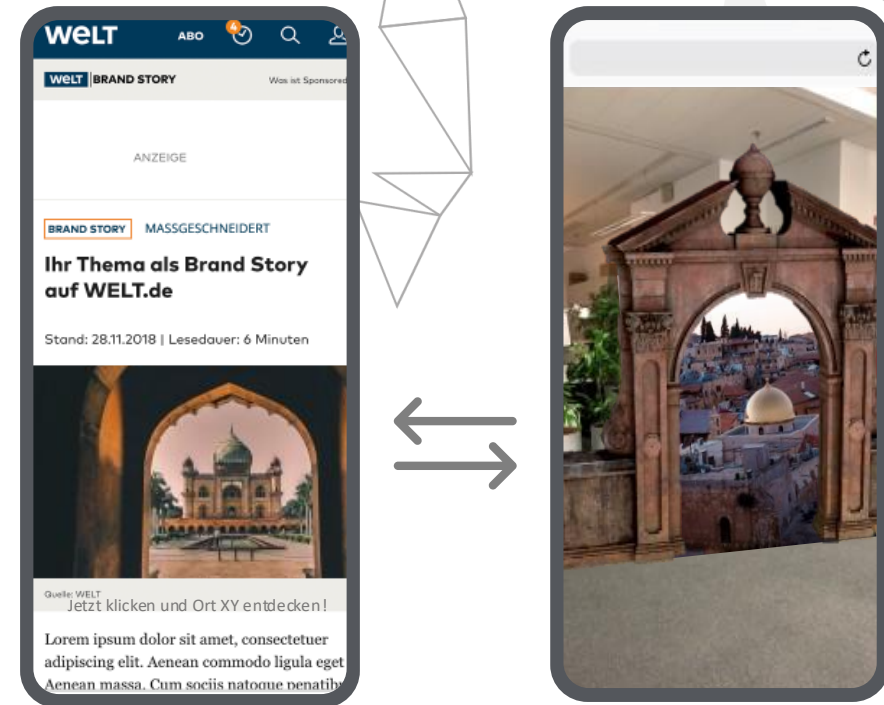 WELT ABO 4
WELT BRAND STORY Was ist Sponsored
ANZEIGE
BRAND STORY MASSGESCHNEIDERT
Ihr Thema als Brand Story
auf WELT.de
Stand: 28.11.2018 | Lesedauer: 6 Minuten
Quelle: WELT
Jetzt klicken und Ort XY entdecken!
Lorem ipsum dolor sit amet, consectetuer
adipiscing elit. Aenean commodo ligula eget
Aenean massa. Cum sociis natoque penatibu